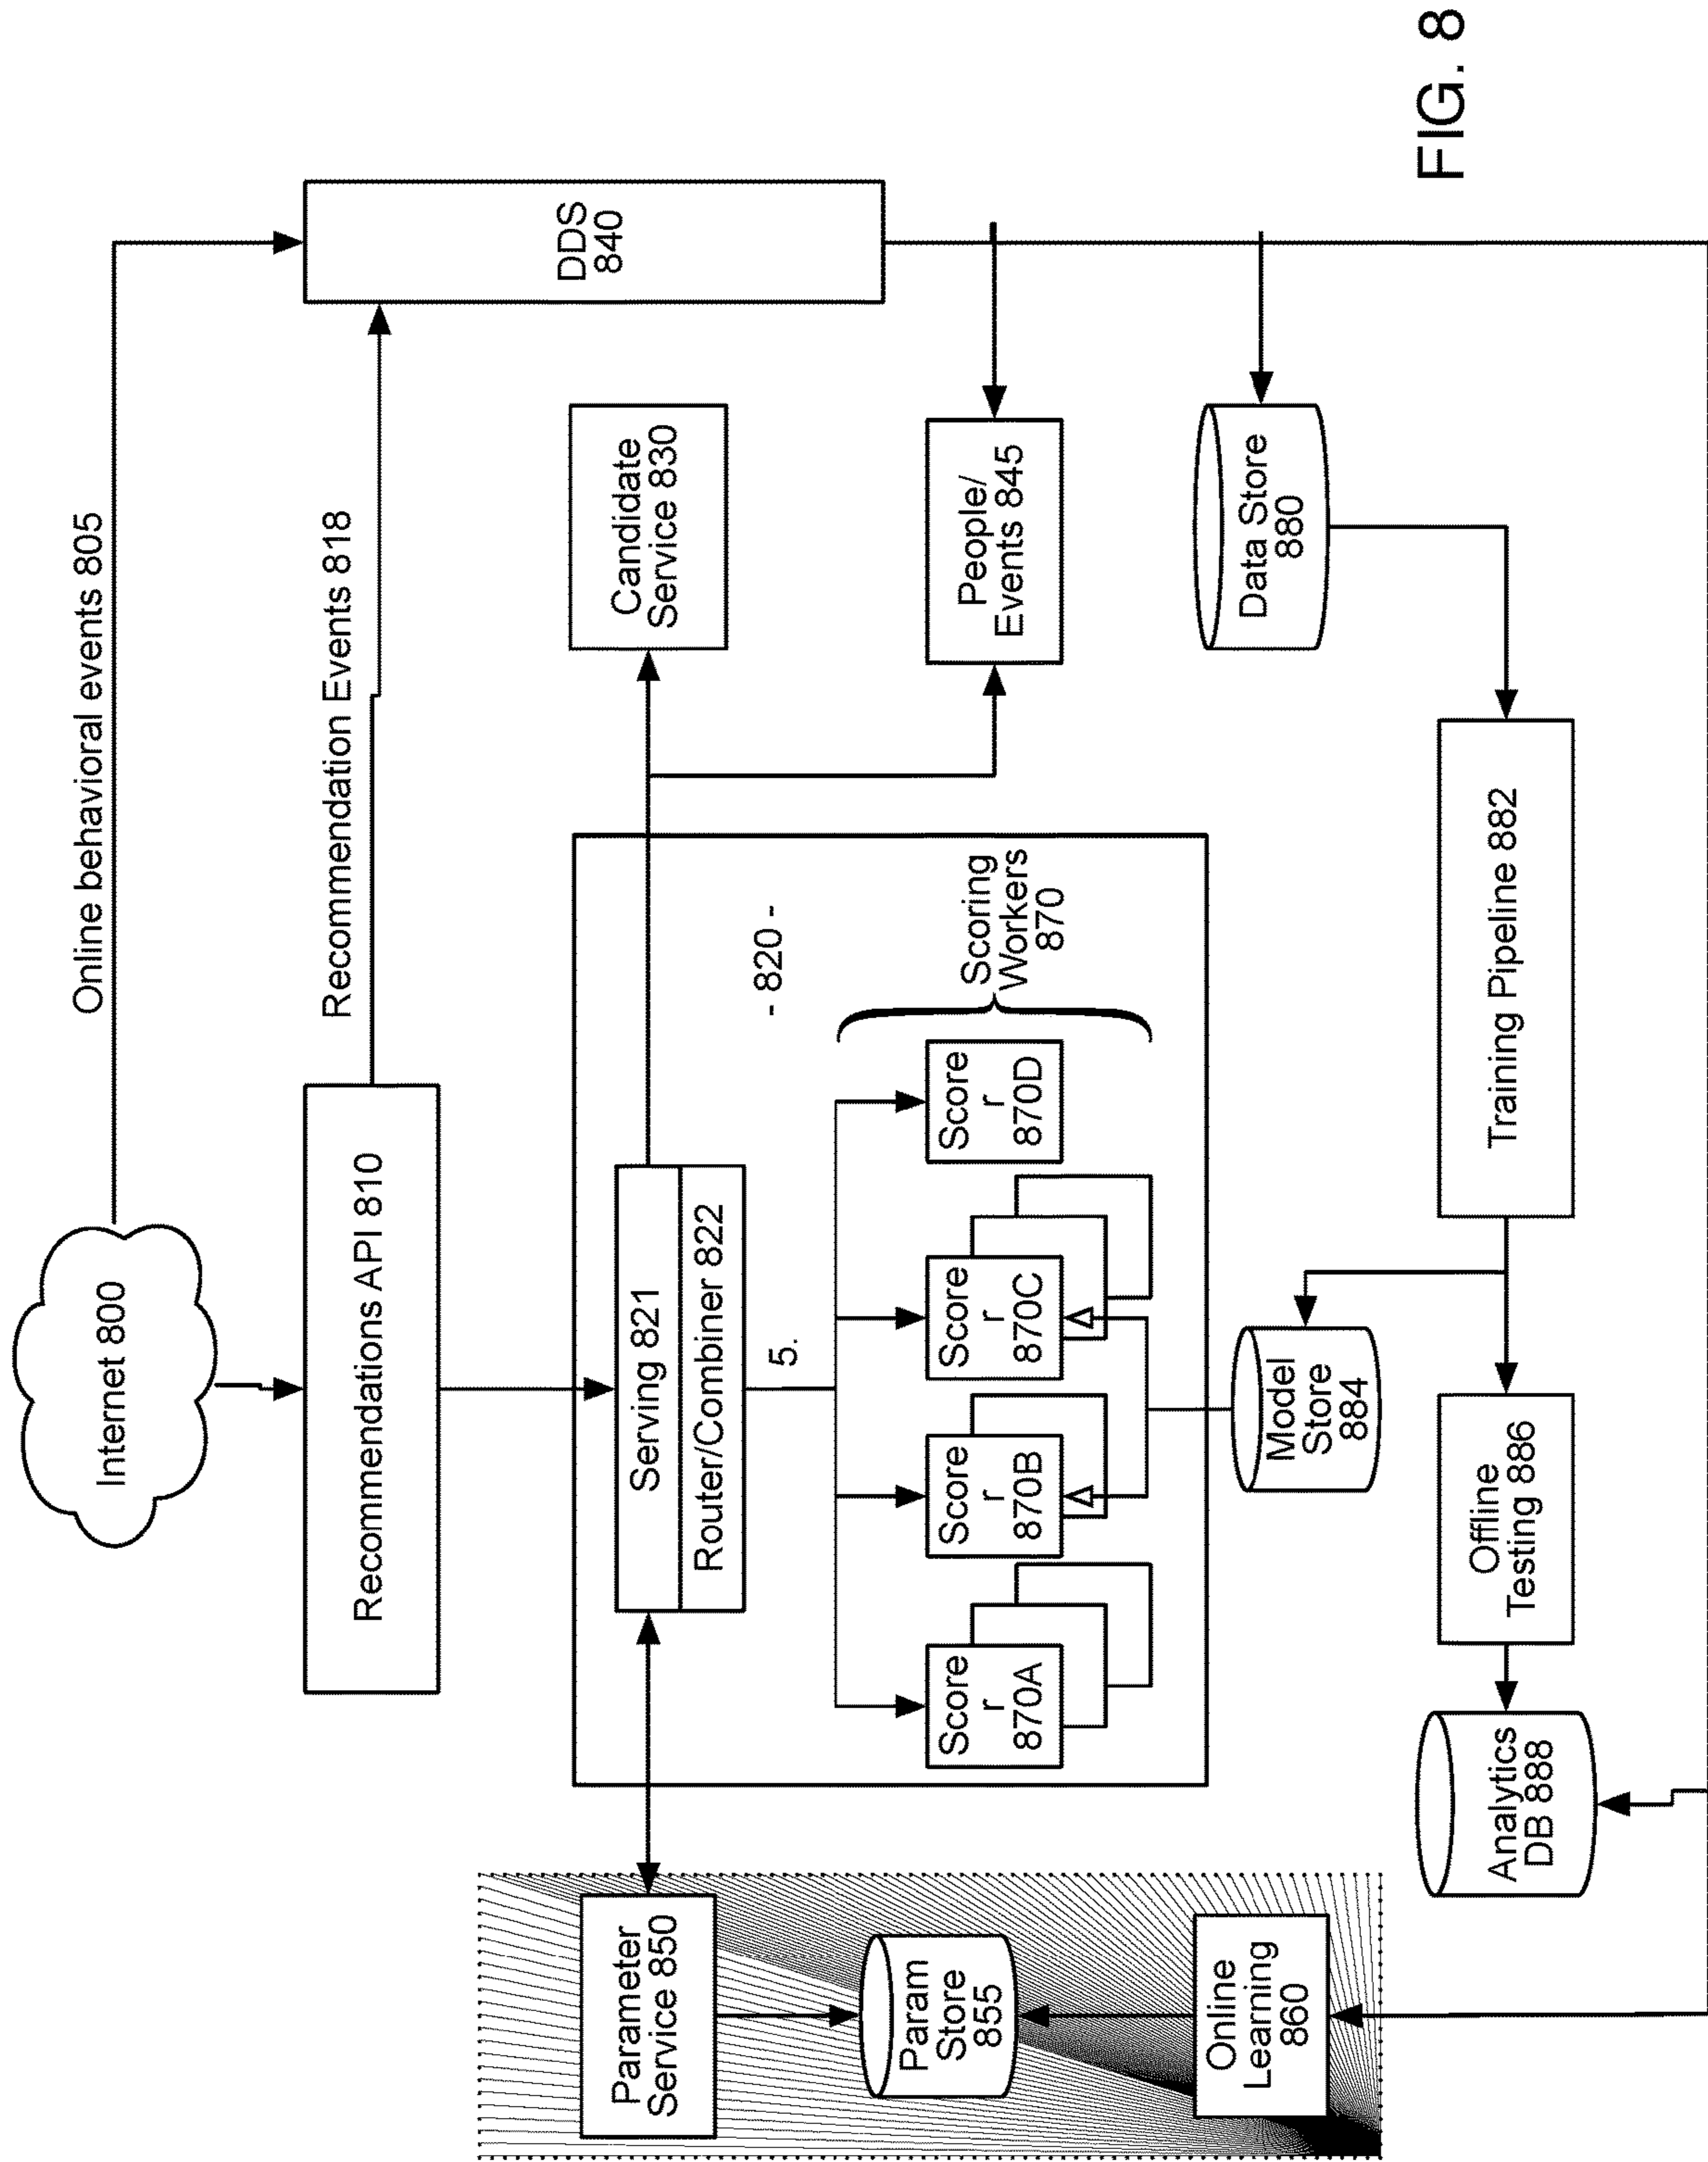 Internet 800
Online behavioral events 805
Recommendations API 810
Recommendation Events 818
DDS
840
Parameter
Service 850
Serving 821
Router/Combiner 822
Candidate
Service 830
5.
- 820 -
Param
Store
855
Score
r
870A
Score
r
870B
Score
r
870C
Score
r
870D
Scoring
Workers
870
People/
Events 845
Online
Learning
860
Model
Store
884
Data Store
880
Analytics
DB 888
Offline
Testing 886
Training Pipeline 882
FIG. 8